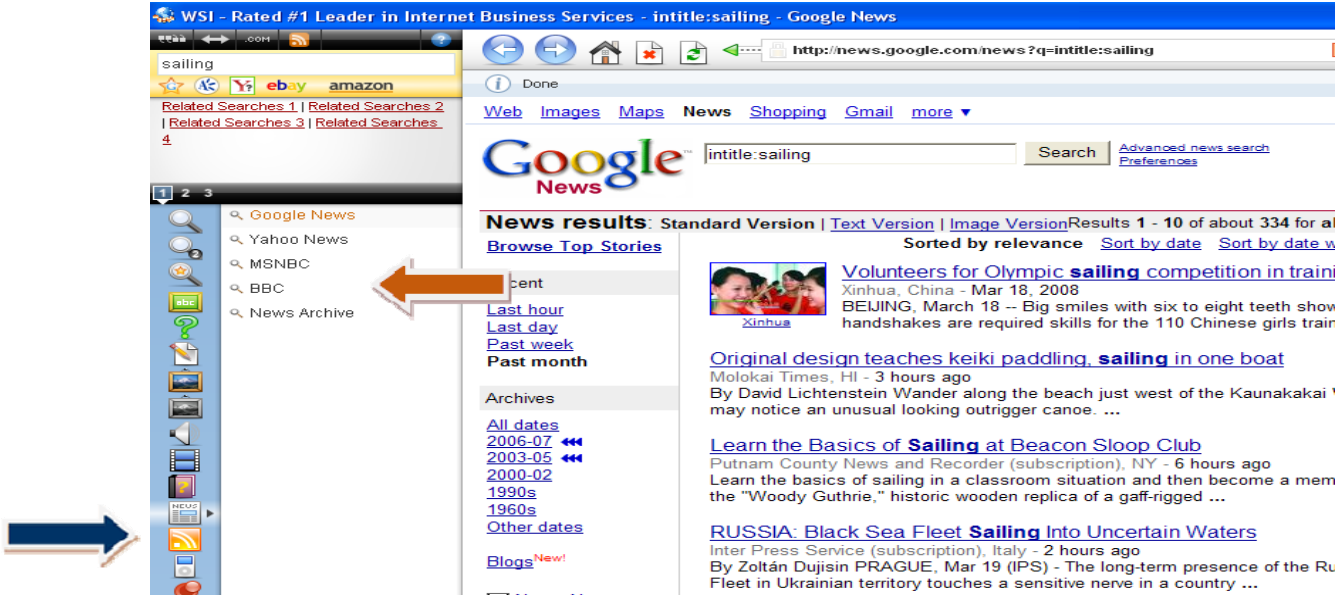 WSI - Rated #1 Leader in Internet Business Services - intitle:sailing - Google News
.COM
?
sailing
Y? ebay amazon
Related Searches 1 | Related Searches 2
| Related Searches 3 | Related Searches
4
1 2 3
2
abc
NEWS
Google News
Yahoo News
MSNBC
BBC
News Archive
http://news.google.com/news?q=intitle:sailing
i Done
Web Images Maps News Shopping Gmail more ▼
Google™
News
intitle:sailing
Search
Advanced news search
Preferences
News results: Standard Version | Text Version | Image VersionResults 1 - 10 of about 334 for
Browse Top Stories
Sorted by relevance Sort by date Sort by date
cent
Last hour
Last day
Past week
Past month
Archives
All dates
2006-07
2003-05
2000-02
1990s
1960s
Other dates
BlogsNew!
Xinhua
Volunteers for Olympic sailing competition in traini
Xinhua, China - Mar 18, 2008
BEIJING, March 18 -- Big smiles with six to eight teeth show
handshakes are required skills for the 110 Chinese girls train
Original design teaches keiki paddling, sailing in one boat
Molokai Times, HI - 3 hours ago
By David Lichtenstein Wander along the beach just west of the Kaunakakai
may notice an unusual looking outrigger canoe. ...
Learn the Basics of Sailing at Beacon Sloop Club
Putnam County News and Recorder (subscription), NY - 6 hours ago
Learn the basics of sailing in a classroom situation and then become a mem
the "Woody Guthrie," historic wooden replica of a gaff-rigged ...
RUSSIA: Black Sea Fleet Sailing Into Uncertain Waters
Inter Press Service (subscription), Italy - 2 hours ago
By Zoltán Dujisin PRAGUE, Mar 19 (IPS) - The long-term presence of the Ru
Fleet in Ukrainian territory touches a sensitive nerve in a country ...